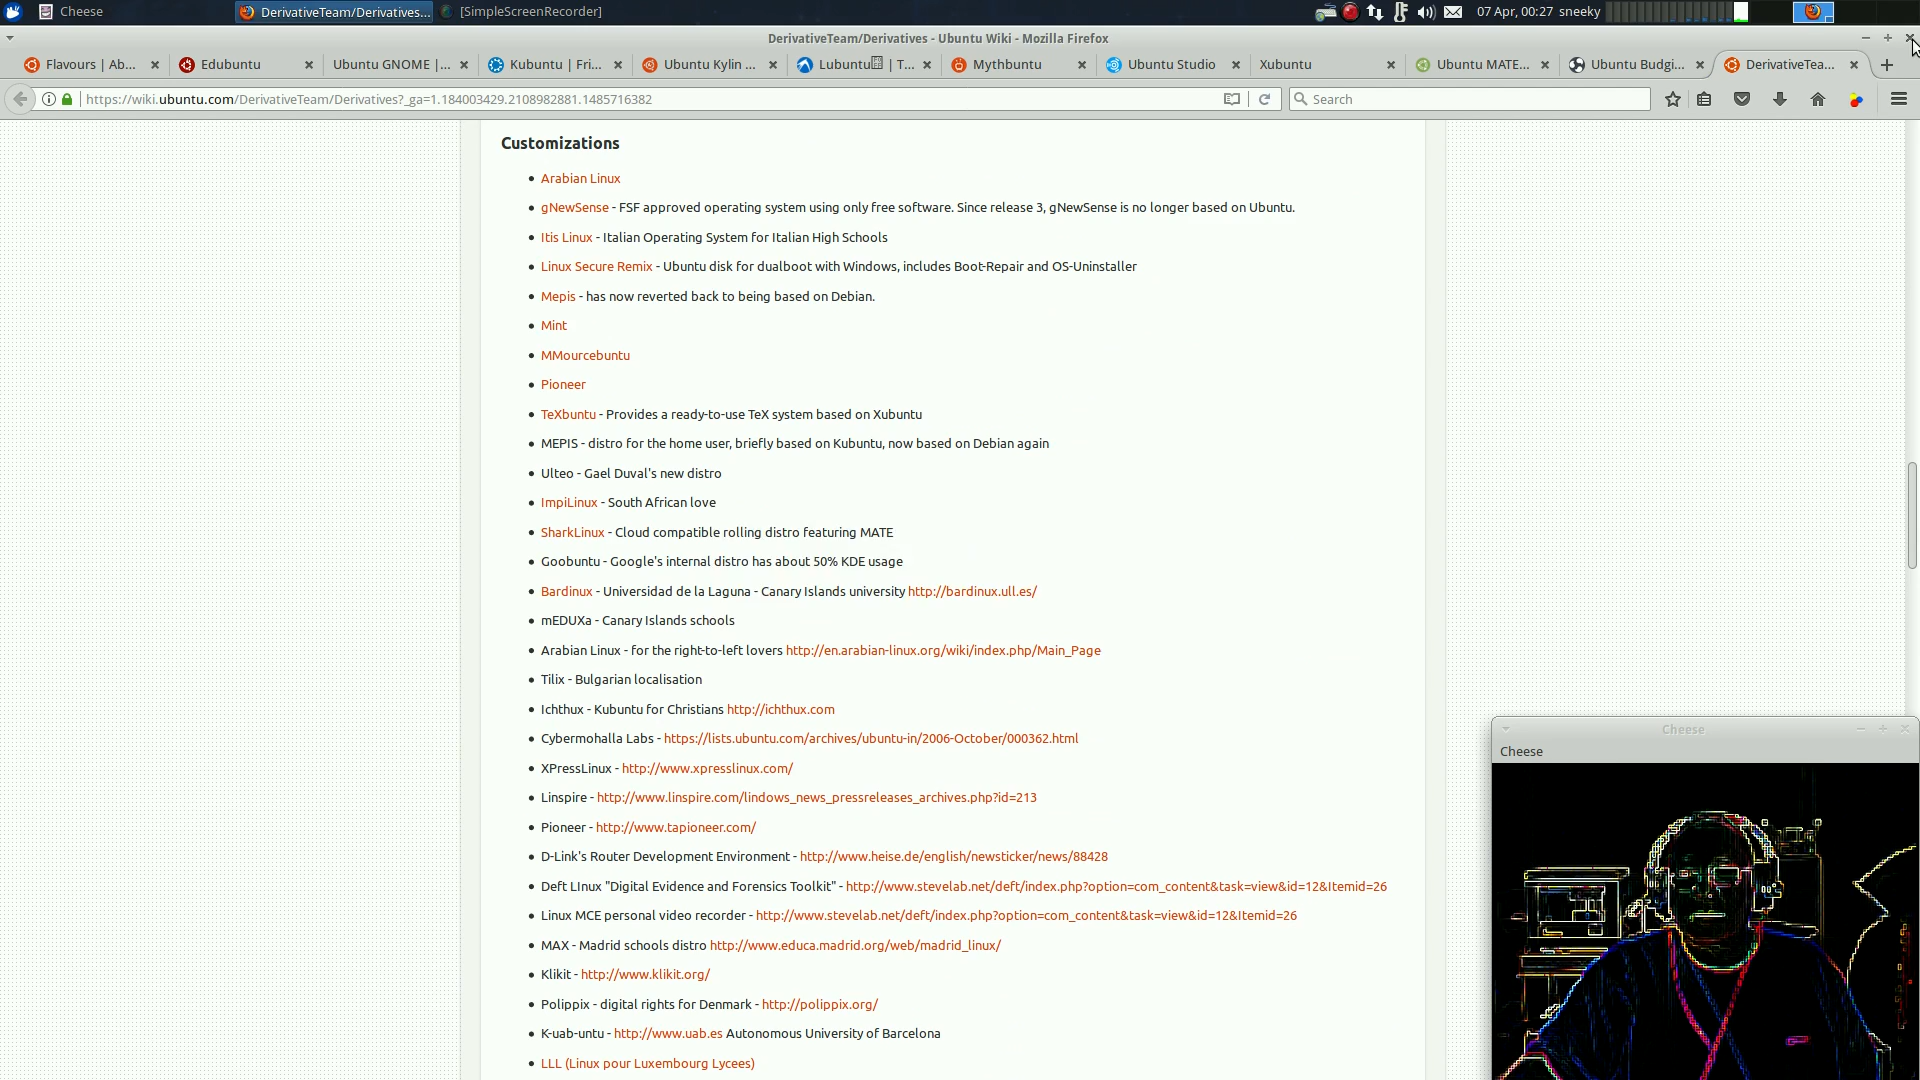 Cheese
DerivativeTeam/Derivatives...
[SimpleScreenRecorder]
07 Apr, 00:27 sneeky
DerivativeTeam/Derivatives - Ubuntu Wiki - Mozilla Firefox
Flavours | Ab...
Edubuntu
Ubuntu GNOME |...
Kubuntu | Fri...
Ubuntu Kylin ...
Lubuntu | T...
Mythbuntu
Ubuntu Studio
Xubuntu
Ubuntu MATE...
Ubuntu Budgi...
DerivativeTea...
https://wiki.ubuntu.com/DerivativeTeam/Derivatives?_ga=1.184003429.2108982881.1485716382
Search
Customizations
Arabian Linux
gNewSense - FSF approved operating system using only free software. Since release 3, gNewSense is no longer based on Ubuntu.
Itis Linux - Italian Operating System for Italian High Schools
Linux Secure Remix - Ubuntu disk for dualboot with Windows, includes Boot-Repair and OS-Uninstaller
Mepis - has now reverted back to being based on Debian.
Mint
MMourcebuntu
Pioneer
TeXbuntu - Provides a ready-to-use TeX system based on Xubuntu
MEPIS - distro for the home user, briefly based on Kubuntu, now based on Debian again
Ulteo - Gael Duval's new distro
ImpiLinux - South African love
SharkLinux - Cloud compatible rolling distro featuring MATE
Goobuntu - Google's internal distro has about 50% KDE usage
Bardinux - Universidad de la Laguna - Canary Islands university http://bardinux.ull.es/
mEDUXa - Canary Islands schools
Arabian Linux - for the right-to-left lovers http://en.arabian-linux.org/wiki/index.php/Main_Page
Tilix - Bulgarian localisation
Ichthux - Kubuntu for Christians http://ichthux.com
Cybermohalla Labs - https://lists.ubuntu.com/archives/ubuntu-in/2006-October/000362.html
XPressLinux - http://www.xpresslinux.com/
Linspire - http://www.linspire.com/lindows_news_pressreleases_archives.php?id=213
Pioneer - http://www.tapioneer.com/
D-Link's Router Development Environment - http://www.heise.de/english/newsticker/news/88428
Deft LInux "Digital Evidence and Forensics Toolkit" - http://www.stevelab.net/deft/index.php?option=com_content&task=view&id=12&Itemid=26
Linux MCE personal video recorder - http://www.stevelab.net/deft/index.php?option=com_content&task=view&id=12&Itemid=26
MAX - Madrid schools distro http://www.educa.madrid.org/web/madrid_linux/
Klikit - http://www.klikit.org/
Polippix - digital rights for Denmark - http://polippix.org/
K-uab-untu - http://www.uab.es Autonomous University of Barcelona
LLL (Linux pour Luxembourg Lycees)
Cheese
Cheese